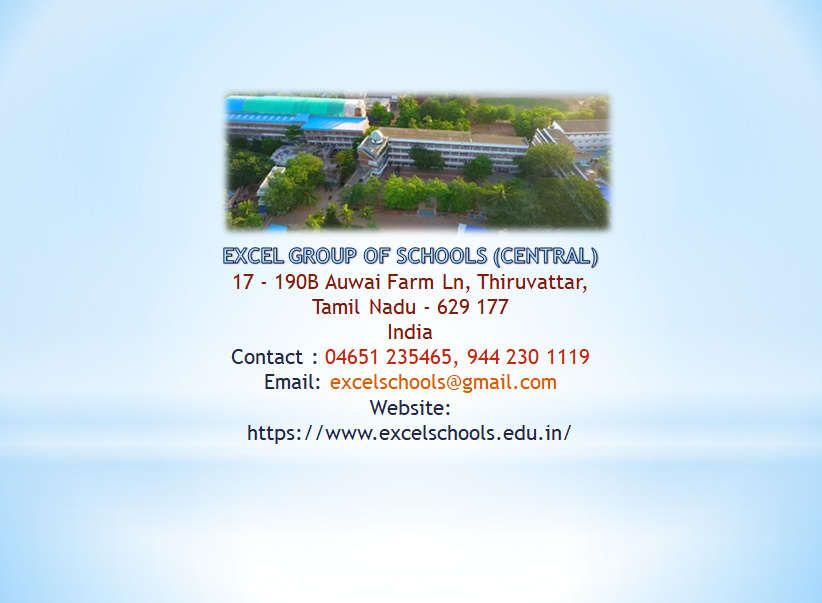 EXCEL GROUP OF SCHOOLS (CENTRAL)
17 - 190B Auwai Farm Ln, Thiruvattar,
Tamil Nadu - 629 177
India
Contact : 04651 235465, 944 230 1119
Email: excelschools@gmail.com
Website:
https://www.excelschools.edu.in/